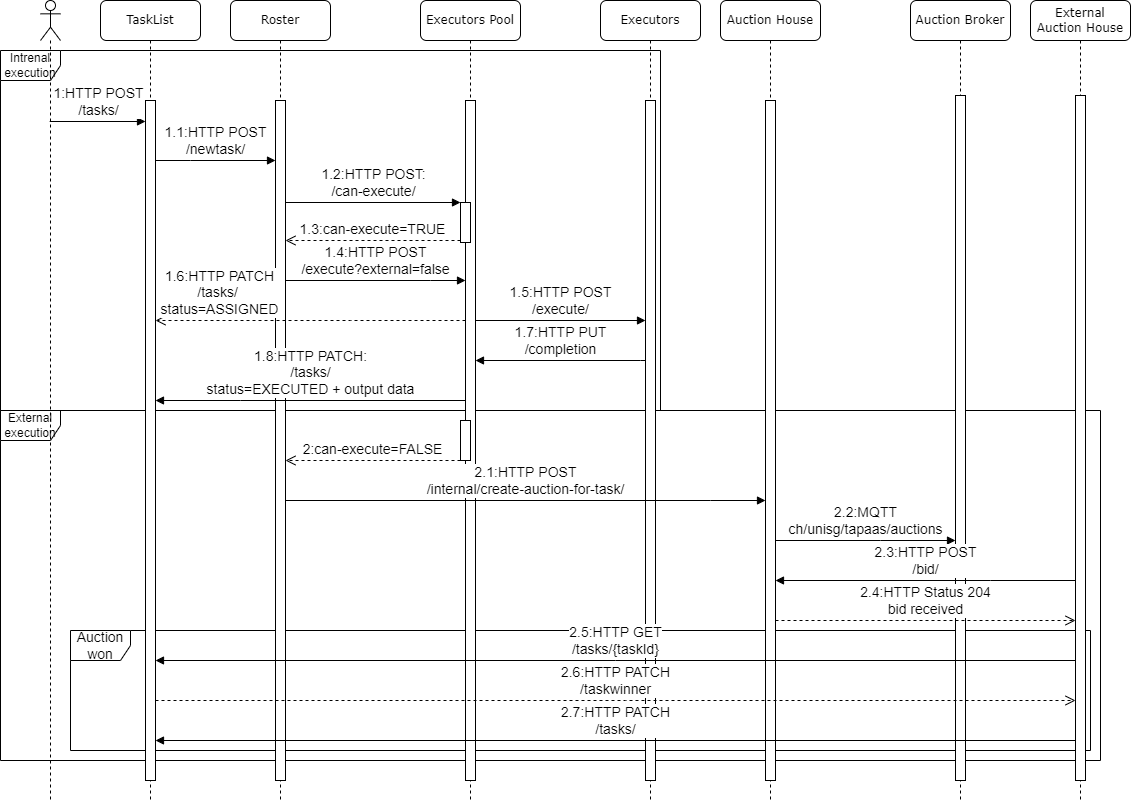 TaskList
Roster
Executors Pool
Executors
Auction House
Auction Broker
External
Auction House
Intrenal
execution
1:HTTP POST
/tasks/
1.1:HTTP POST
/newtask/
1.2:HTTP POST:
/can-execute/
1.3:can-execute=TRUE
1.4:HTTP POST
/execute?external=false
1.6:HTTP PATCH
/tasks/
status=ASSIGNED
1.5:HTTP POST
/execute/
1.7:HTTP PUT
/completion
1.8:HTTP PATCH:
/tasks/
status=EXECUTED + output data
External
execution
2:can-execute=FALSE
2.1:HTTP POST
/internal/create-auction-for-task/
2.2:MQTT
ch/unisg/tapaas/auctions
2.3:HTTP POST
/bid/
2.4:HTTP Status 204
bid received
Auction
won
2.5:HTTP GET
/tasks/{taskId}
2.6:HTTP PATCH
/taskwinner
2.7:HTTP PATCH
/tasks/